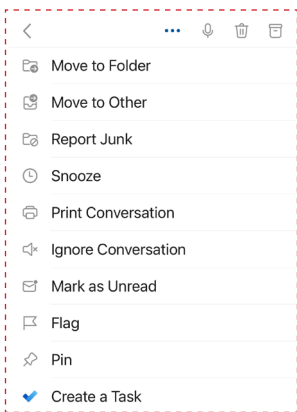 Move to Folder
Move to Other
Report Junk
Snooze
Print Conversation
Ignore Conversation
Mark as Unread
Flag
Pin
Create a Task